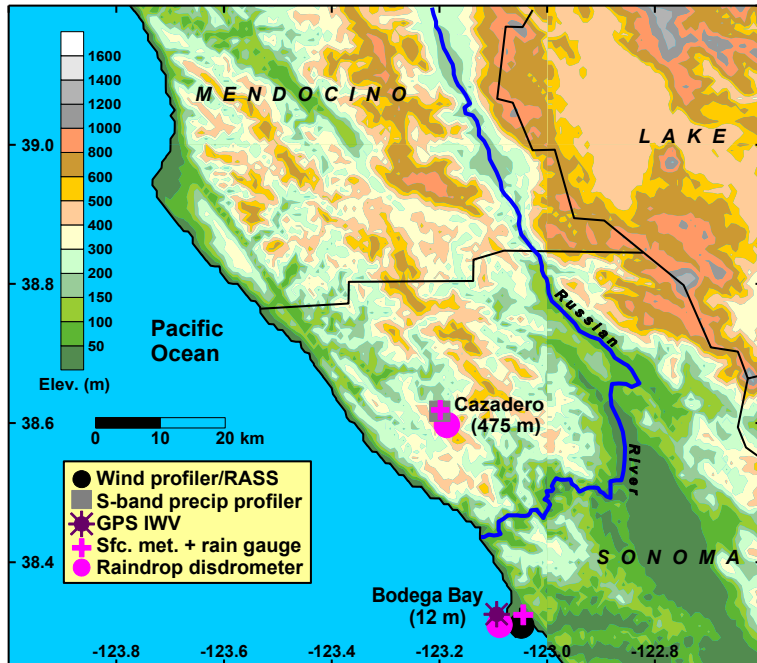 1600
1400
1200
1000
800
600
500
400
300
200
150
100
50
Elev. (m)
MENDOCINO
LAKE
39.0
38.8
38.6
38.4
Pacific
Ocean
Russian
River
0 10 20 km
Cazadero
(475 m)
Wind profiler/RASS
S-band precip profiler
GPS IWV
Sfc. met. + rain gauge
Raindrop disdrometer
SONOMA
Bodega Bay
(12 m)
-123.8 -123.6 -123.4 -123.2 -123.0 -122.8